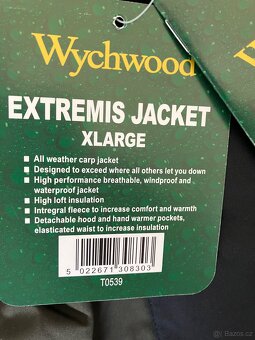 Wychwood
EXTREMIS JACKET
XLARGE
All weather carp jacket
Designed to exceed where all others let you down
High performance breathable, windproof and
waterproof jacket
High loft insulation
Intregral fleece to increase comfort and warmth
Detachable hood and hand warmer pockets,
elasticated waist to increase insulation
5 022671 308303
T0539